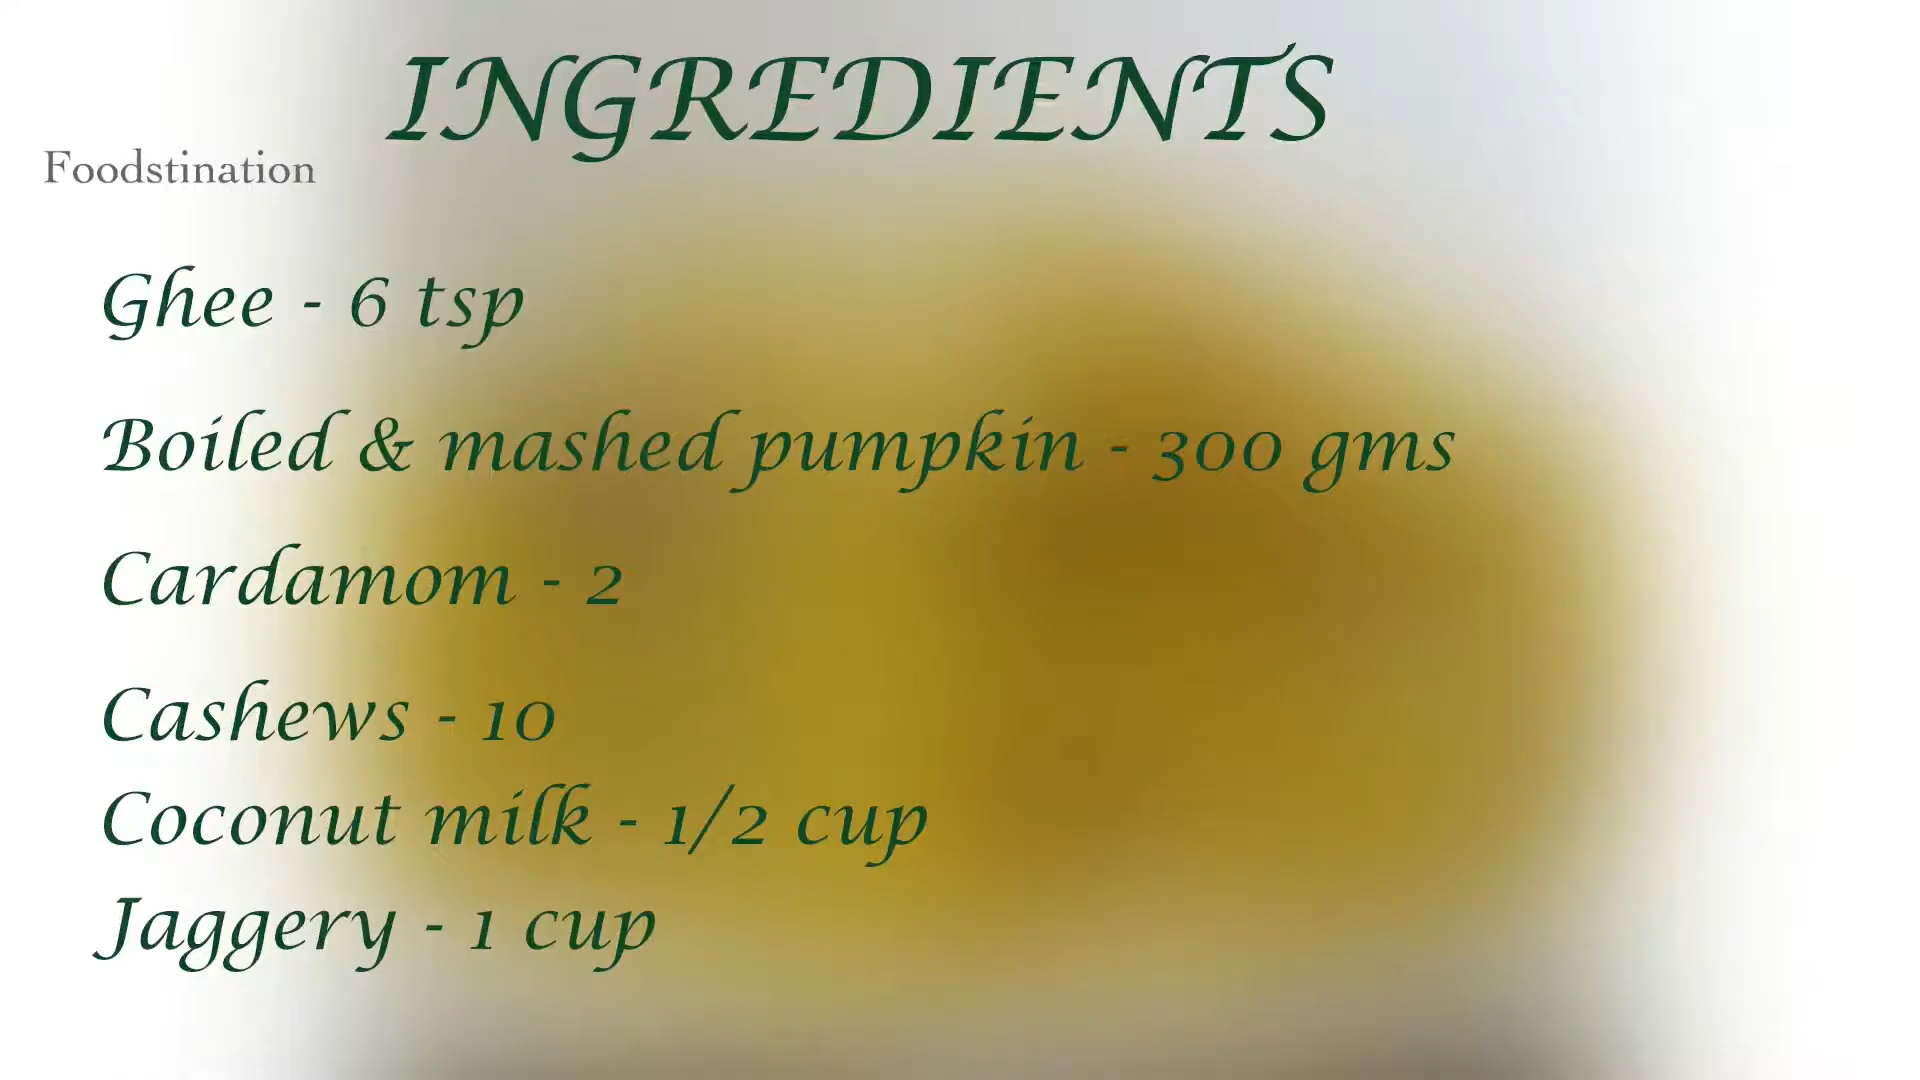 INGREDIENTS
Foodstination
Ghee - 6 tsp
Boiled & mashed pumpkin - 300 gms
Cardamom - 2
Cashews - 10
Coconut milk - 1/2 cup
Jaggery - 1 cup